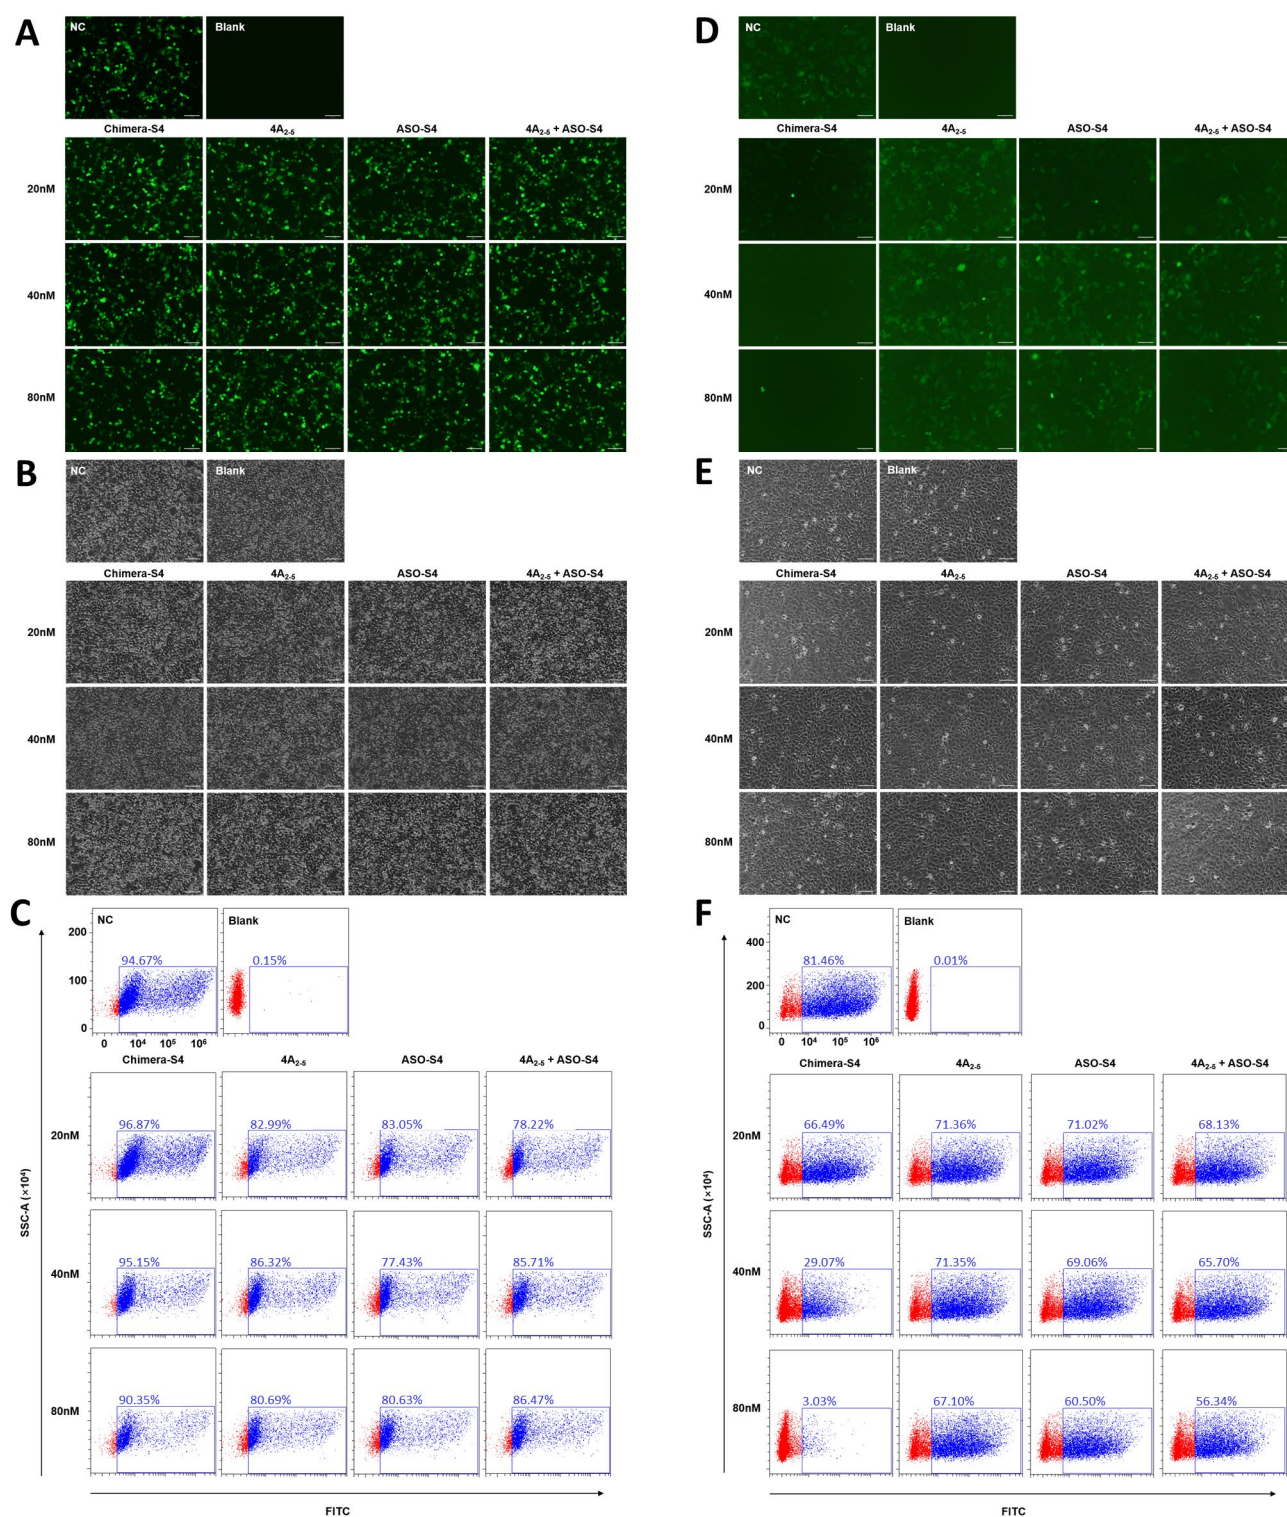 A
NC
Blank
Chimera-S4
4A2-5
ASO-S4
4A2-5 + ASO-S4
20nM
40nM
80nM
B
NC
Blank
Chimera-S4
4A2-5
ASO-S4
4A2-5 + ASO-S4
20nM
40nM
80nM
C
NC
Blank
200
100
0
94.67%
0.15%
0 10⁴ 10⁵ 10⁶
Chimera-S4
4A2-5
ASO-S4
4A2-5 + ASO-S4
20nM
96.87%
82.99%
83.05%
78.22%
40nM
95.15%
86.32%
77.43%
85.71%
80nM
90.35%
80.69%
80.63%
86.47%
SSC-A (×10⁴)
FITC
D
NC
Blank
Chimera-S4
4A2-5
ASO-S4
4A2-5 + ASO-S4
20nM
40nM
80nM
E
NC
Blank
Chimera-S4
4A2-5
ASO-S4
4A2-5 + ASO-S4
20nM
40nM
80nM
F
NC
Blank
400
200
0
81.46%
0.01%
0 10⁴ 10⁵ 10⁶
Chimera-S4
4A2-5
ASO-S4
4A2-5 + ASO-S4
20nM
66.49%
71.36%
71.02%
68.13%
40nM
29.07%
71.35%
69.06%
65.70%
80nM
3.03%
67.10%
60.50%
56.34%
SSC-A (×10⁴)
FITC